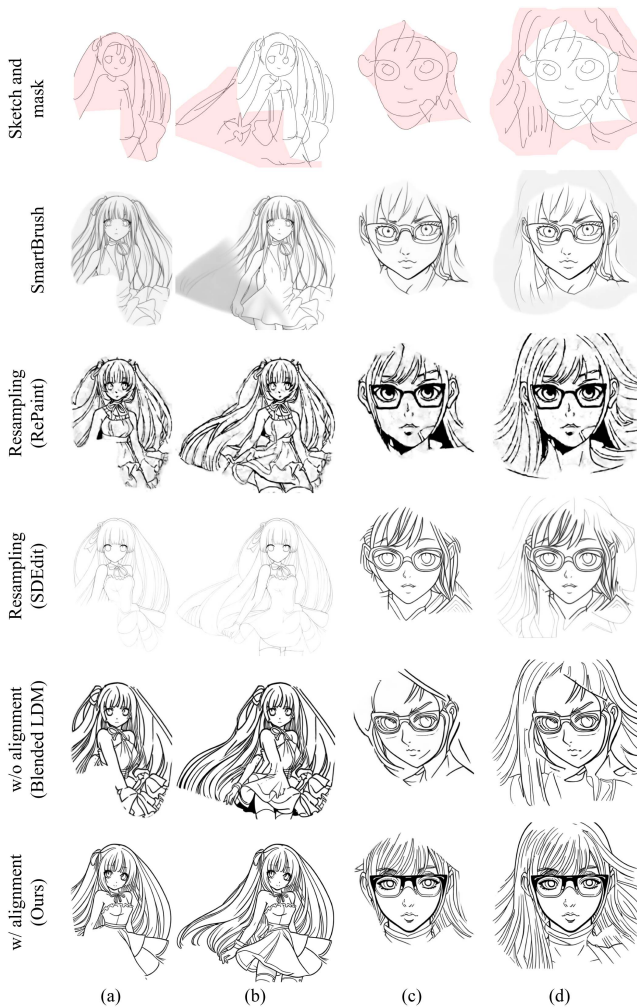 Sketch and
mask
SmartBrush
Resampling
(RePaint)
Resampling
(SDEdit)
w/o alignment
(Blended LDM)
w/ alignment
(Ours)
(a)
(b)
(c)
(d)